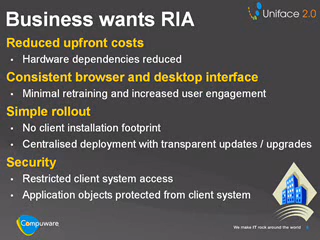 Business wants RIA
Uniface 2.0
Reduced upfront costs
• Hardware dependencies reduced
Consistent browser and desktop interface
• Minimal retraining and increased user engagement
Simple rollout
• No client installation footprint
• Centralised deployment with transparent updates / upgrades
Security
• Restricted client system access
• Application objects protected from client system
Compuware
We make IT rock around the world